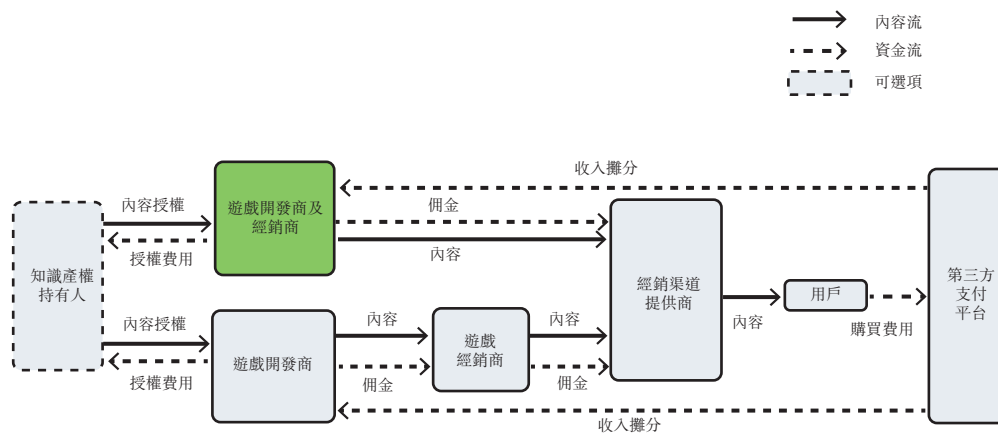 內容流
資金流
可選項
收入攤分
內容授權
遊戲開發商及
經銷商
佣金
內容
授權費用
知識產權
持有人
經銷渠道
提供商
第三方
支付
平台
用戶
內容
購買費用
內容授權
內容
內容
遊戲開發商
遊戲
經銷商
授權費用
佣金
佣金
收入攤分